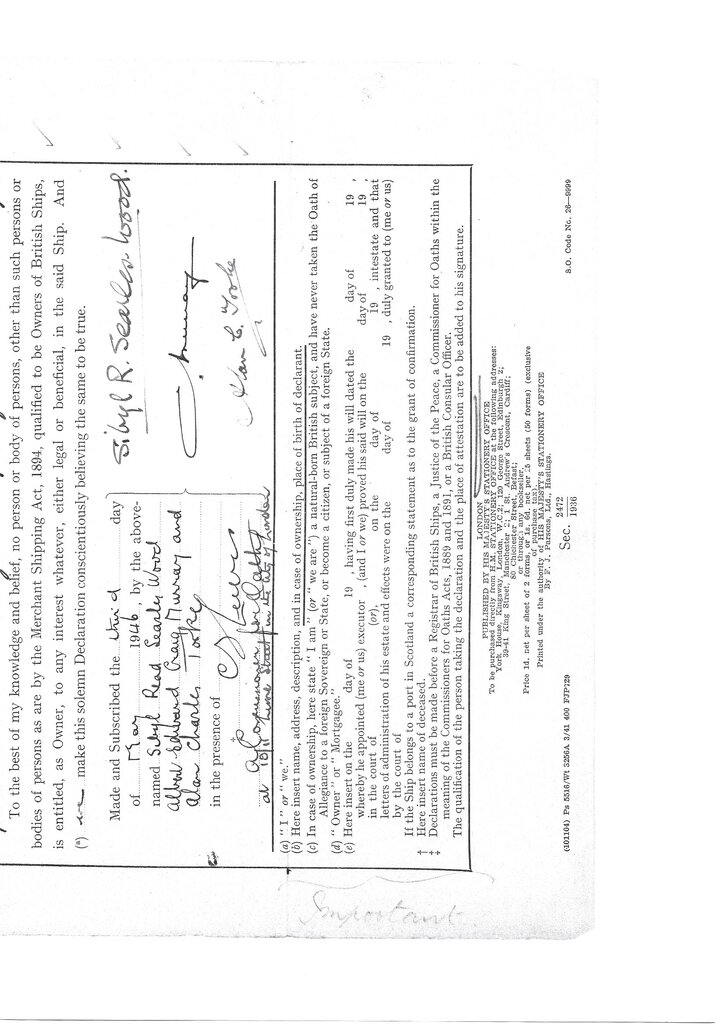 To the best of my knowledge and belief, no person or body of persons, other than such persons or
bodies of persons as are by the Merchant Shipping Act, 1894, qualified to be Owners of British Ships,
is entitled, as Owner, to any interest whatever, either legal or beneficial, in the said Ship. And
(a) we make this solemn Declaration conscientiously believing the same to be true.
Made and Subscribed the third day
of May 1946, by the above-
named Sibyl Read Searles Wood
Albert Edward Craig Murray and
Alan Charles Tooke
in the presence of
A Commissioner for Oaths
at 10/11 Lime Street in the City of London
Sibyl R. Searles Wood.
Murray
Alan C. Tooke
(a) "I" or "we."
(b) Here insert name, address, description, and in case of ownership, place of birth of declarant.
(c) In case of ownership, here state "I am" (or "we are") a natural-born British subject, and have never taken the Oath of
Allegiance to a foreign Sovereign or State, or become a citizen, or subject of a foreign State.
(d) "Owner" or "Mortgagee."
(e) Here insert on the day of 19 , having first duly made his will dated the day of 19 ,
whereby he appointed (me or us) executor , (and I or we) proved his said will on the day of 19 ,
in the court of (or), on the day of 19 , intestate and that
letters of administration of his estate and effects were on the day of 19 , duly granted to (me or us)
by the court of
If the Ship belongs to a port in Scotland a corresponding statement as to the grant of confirmation.
† Here insert name of deceased.
‡ Declarations must be made before a Registrar of British Ships, a Justice of the Peace, a Commissioner for Oaths within the
meaning of the Commissioners for Oaths Acts, 1889 and 1891, or a British Consular Officer.
The qualification of the person taking the declaration and the place of attestation are to be added to his signature.
Important
LONDON
PUBLISHED BY HIS MAJESTY'S STATIONERY OFFICE
To be purchased directly from H.M. STATIONERY OFFICE at the following addresses:
York House, Kingsway, London, W.C.2; 120 George Street, Edinburgh 2;
39-41 King Street, Manchester 2; 1 St. Andrew's Crescent, Cardiff;
80 Chichester Street, Belfast;
or through any bookseller.
Price 1d. net per sheet of 2 forms, or 1s. 6d. net per 25 sheets (50 forms) (exclusive
of purchase tax).
Printed under the authority of HIS MAJESTY'S STATIONERY OFFICE
By F. J. Parsons, Ltd., Hastings.
Sec. 2472
1936
(101104) Ps 5516/Wt 3256A 3/41 400 FJP/129
S.O. Code No. 26—9999